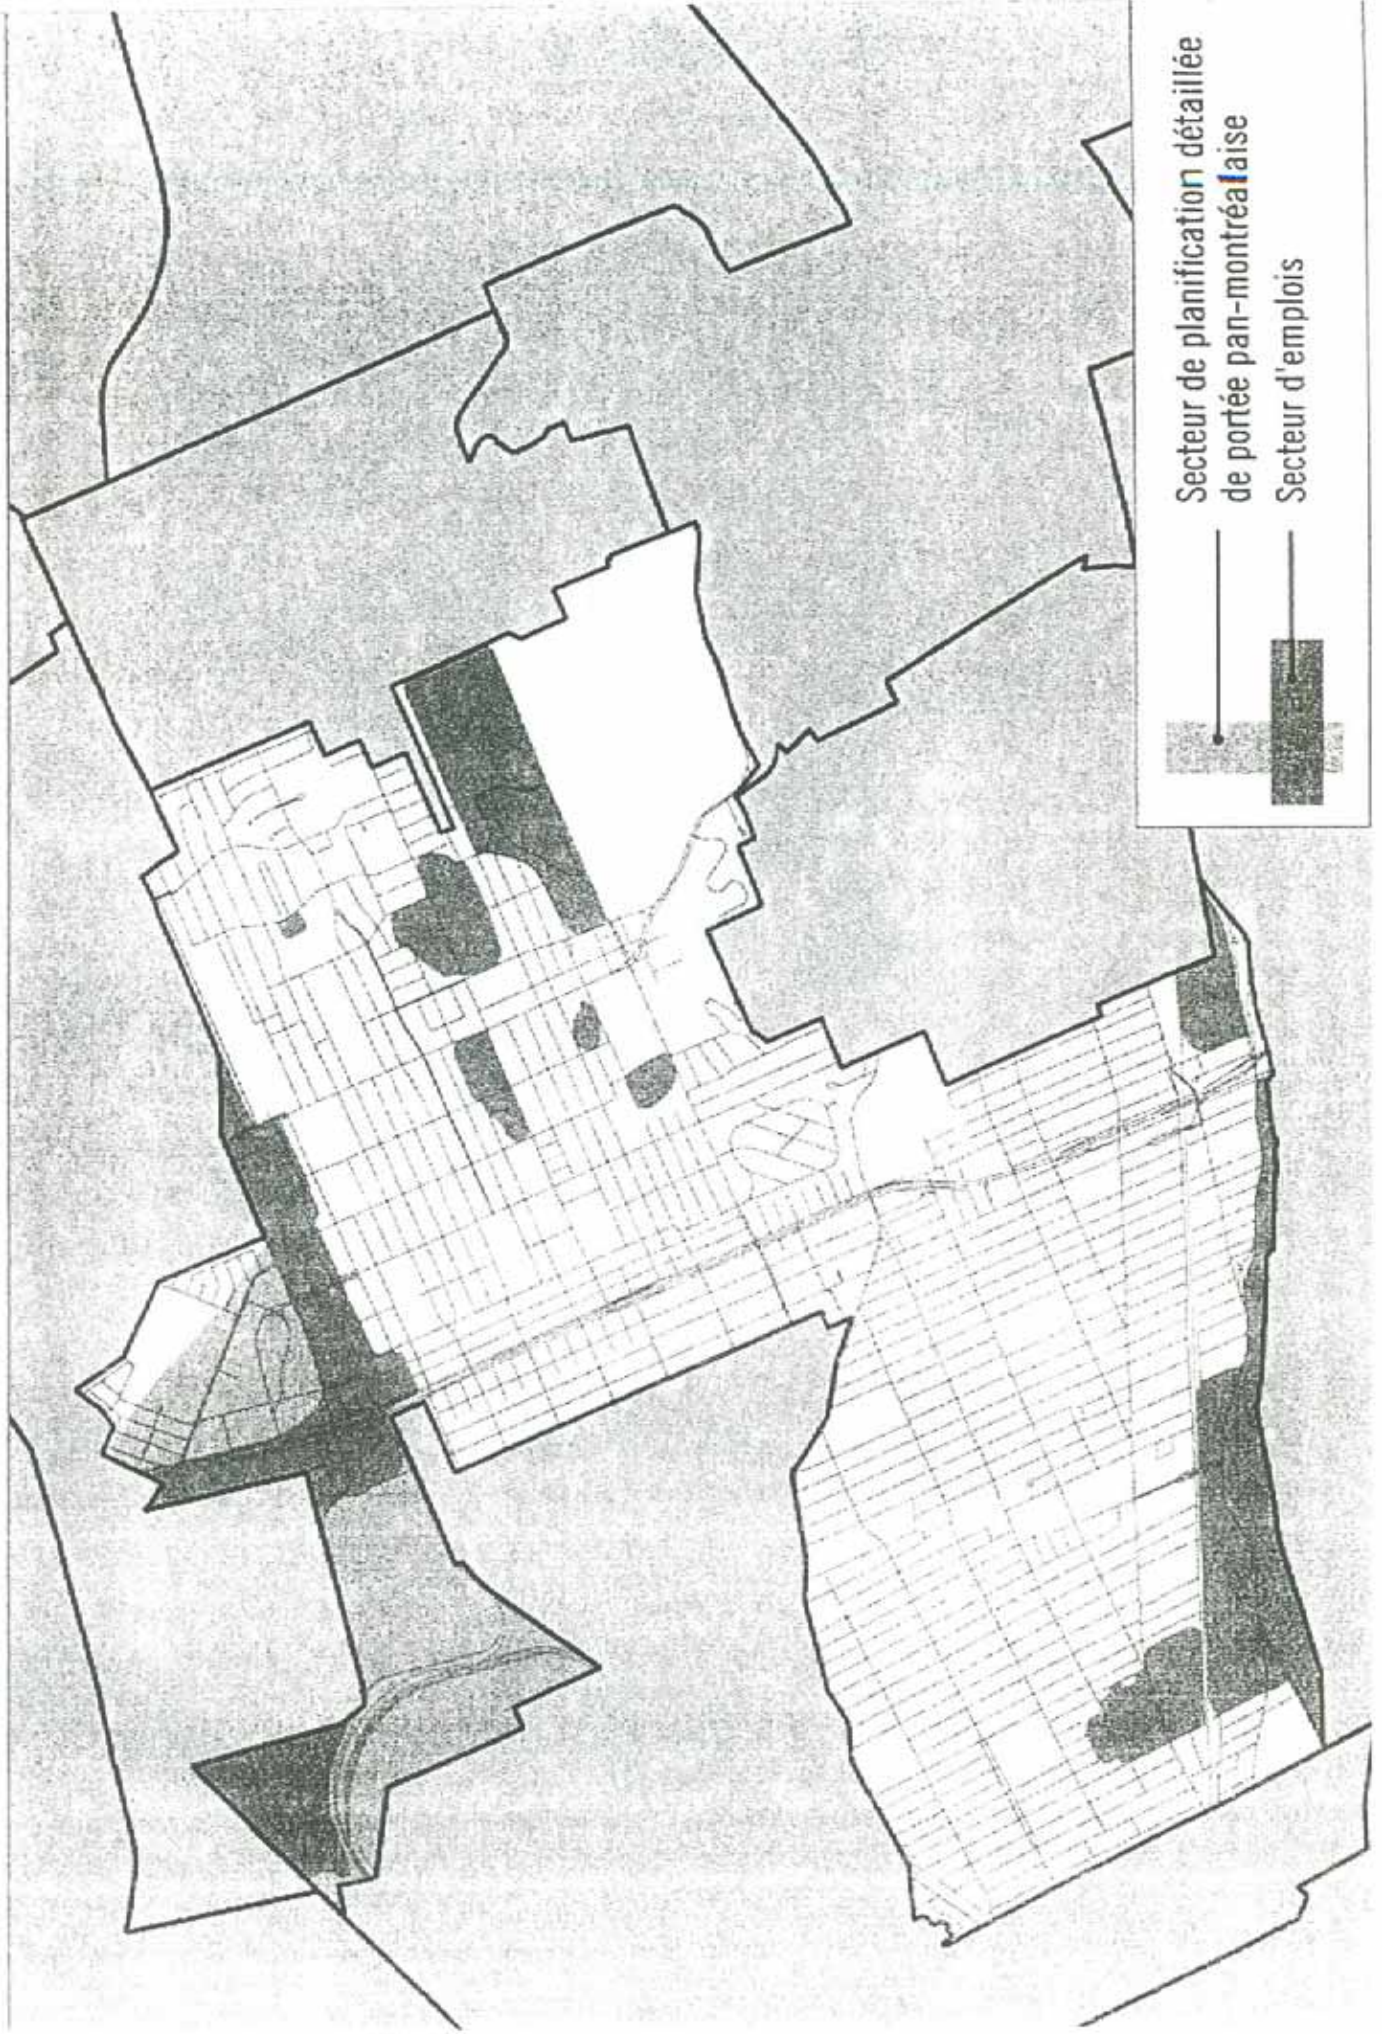 Secteur de planification détaillée
de portée pan-montréalaise
Secteur d'emplois